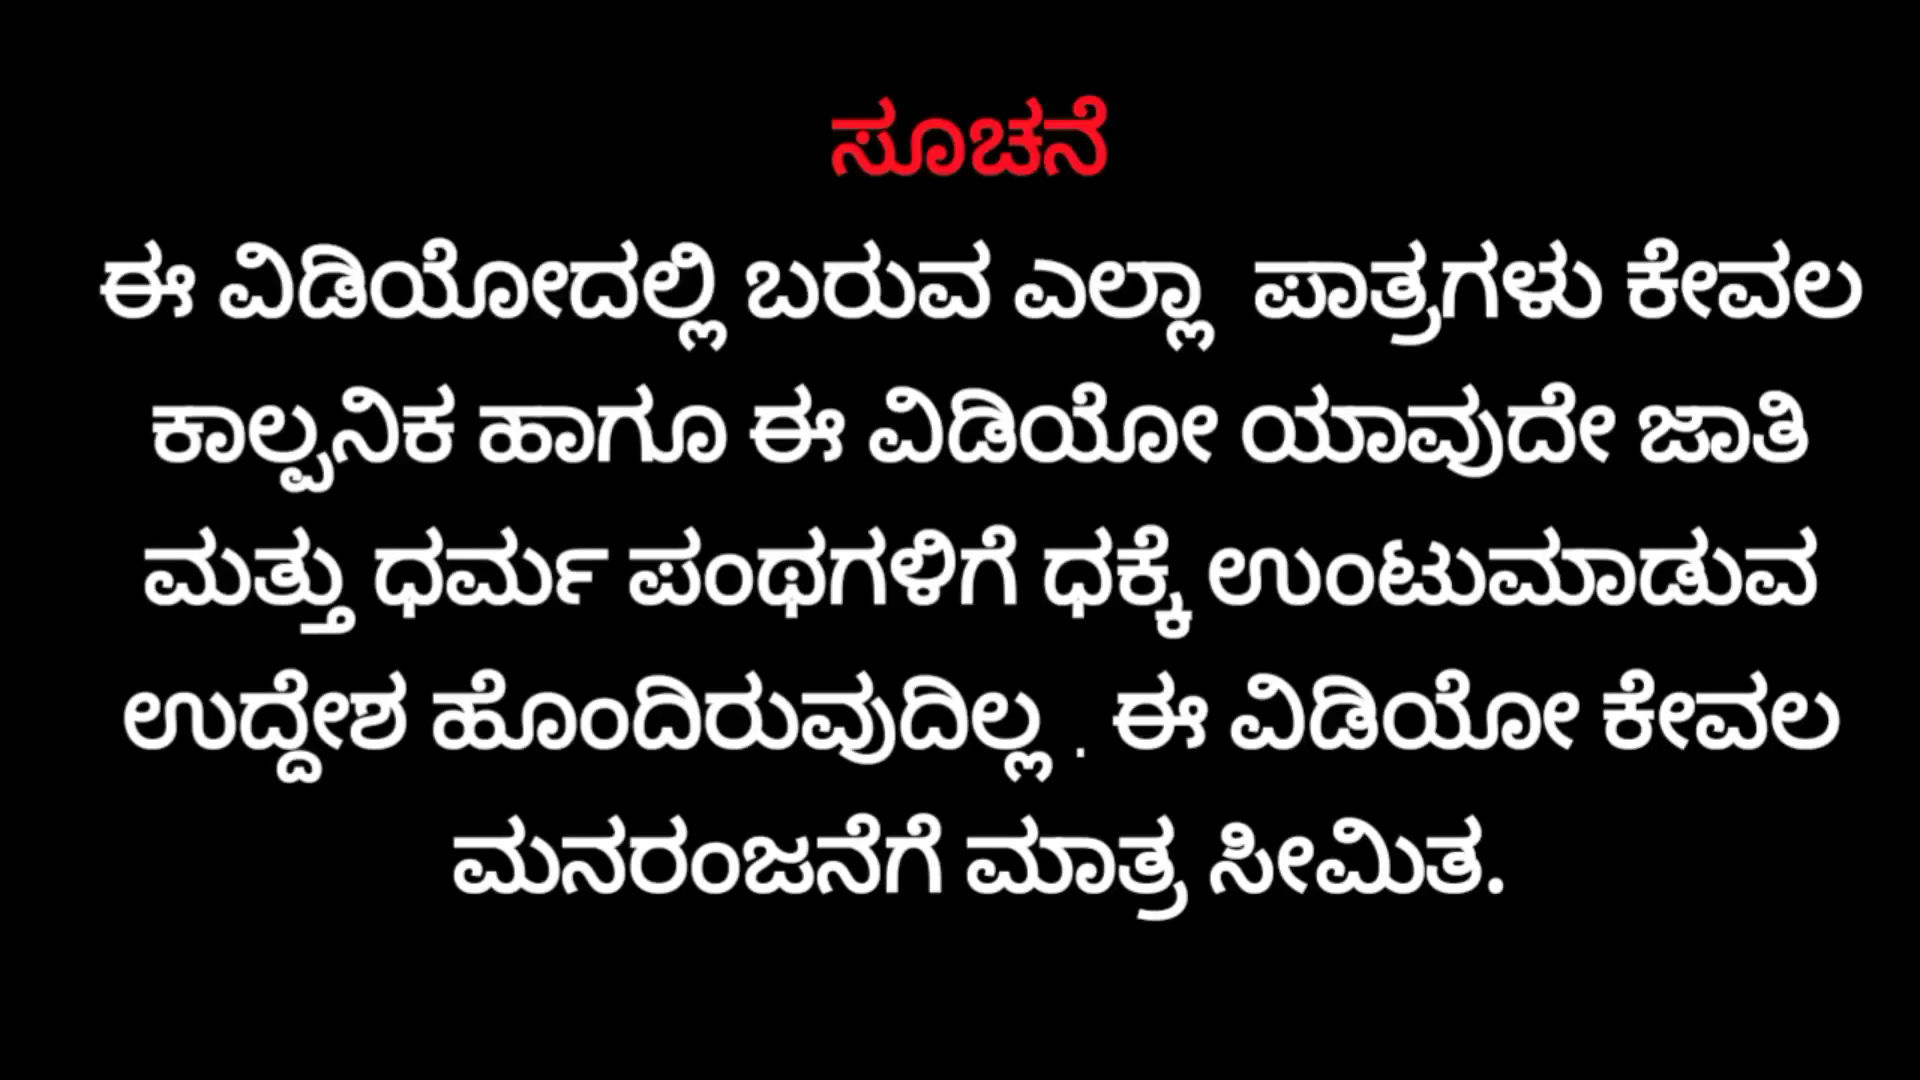 ಸೂಚನೆ
ಈ ವಿಡಿಯೋದಲ್ಲಿ ಬರುವ ಎಲ್ಲಾ ಪಾತ್ರಗಳು ಕೇವಲ
ಕಾಲ್ಪನಿಕ ಹಾಗೂ ಈ ವಿಡಿಯೋ ಯಾವುದೇ ಜಾತಿ
ಮತ್ತು ಧರ್ಮ ಪಂಥಗಳಿಗೆ ಧಕ್ಕೆ ಉಂಟುಮಾಡುವ
ಉದ್ದೇಶ ಹೊಂದಿರುವುದಿಲ್ಲ . ಈ ವಿಡಿಯೋ ಕೇವಲ
ಮನರಂಜನೆಗೆ ಮಾತ್ರ ಸೀಮಿತ.